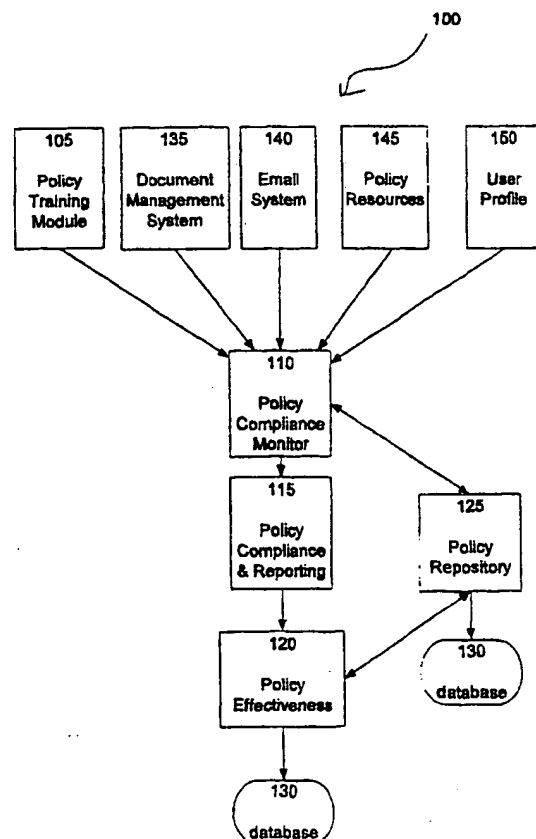 100
105
Policy
Training
Module
135
Document
Management
System
140
Email
System
145
Policy
Resources
150
User
Profile
110
Policy
Compliance
Monitor
115
Policy
Compliance
& Reporting
125
Policy
Repository
120
Policy
Effectiveness
130
database
130
database